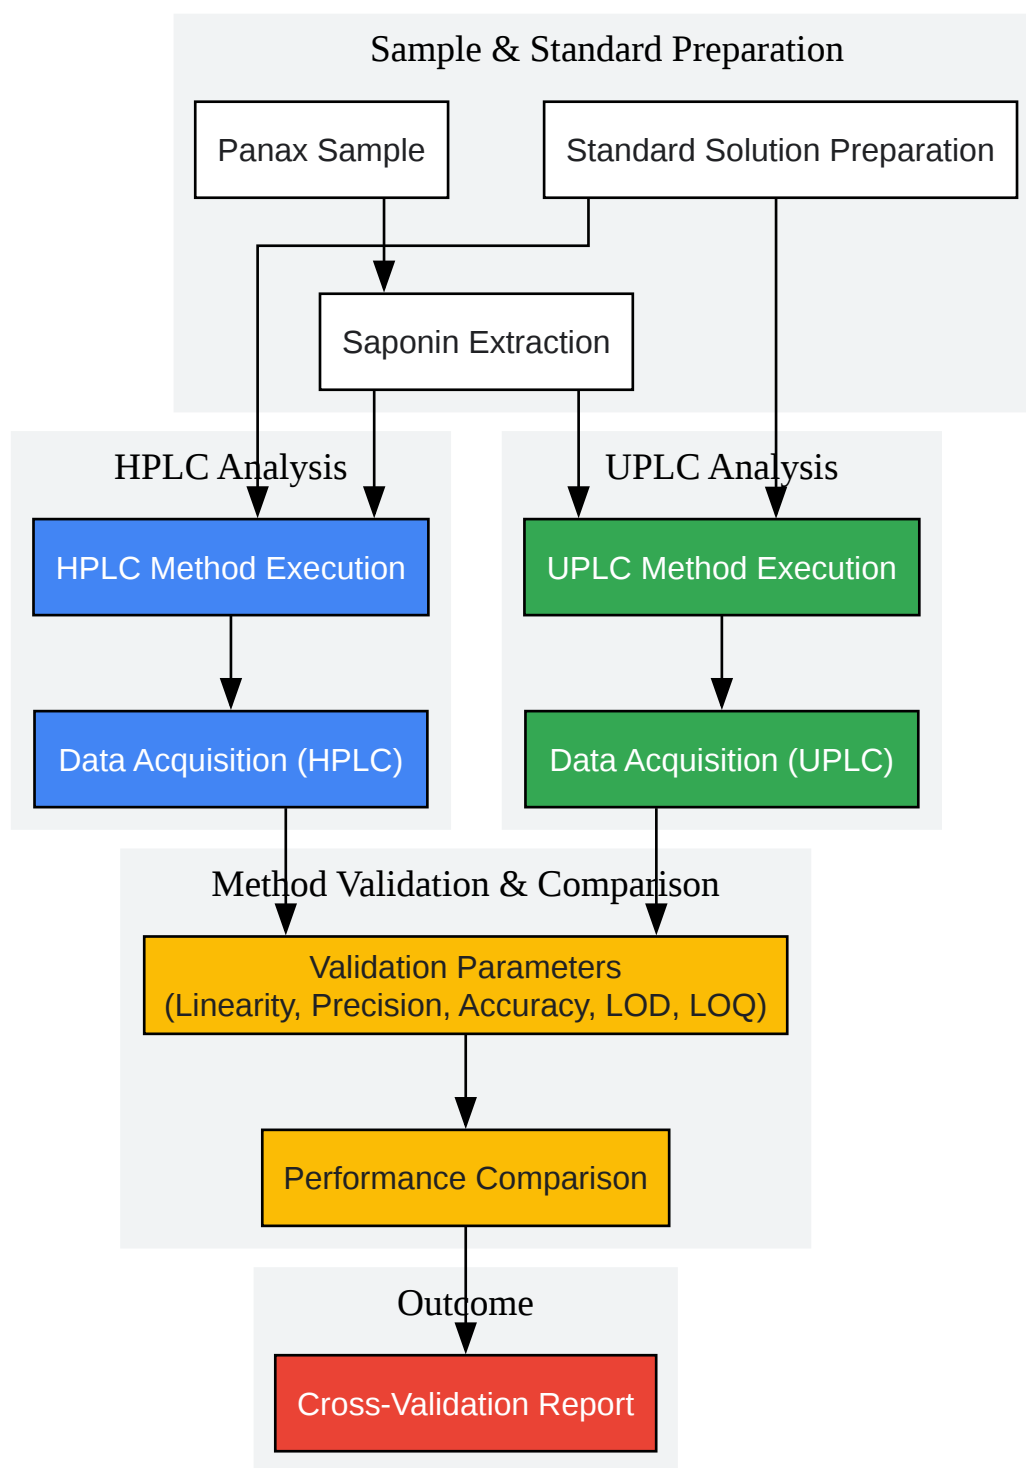 Sample & Standard Preparation
Panax Sample
Standard Solution Preparation
Saponin Extraction
HPLC Analysis
UPLC Analysis
HPLC Method Execution
UPLC Method Execution
Data Acquisition (HPLC)
Data Acquisition (UPLC)
Method Validation & Comparison
Validation Parameters
(Linearity, Precision, Accuracy, LOD, LOQ)
Performance Comparison
Outcome
Cross-Validation Report